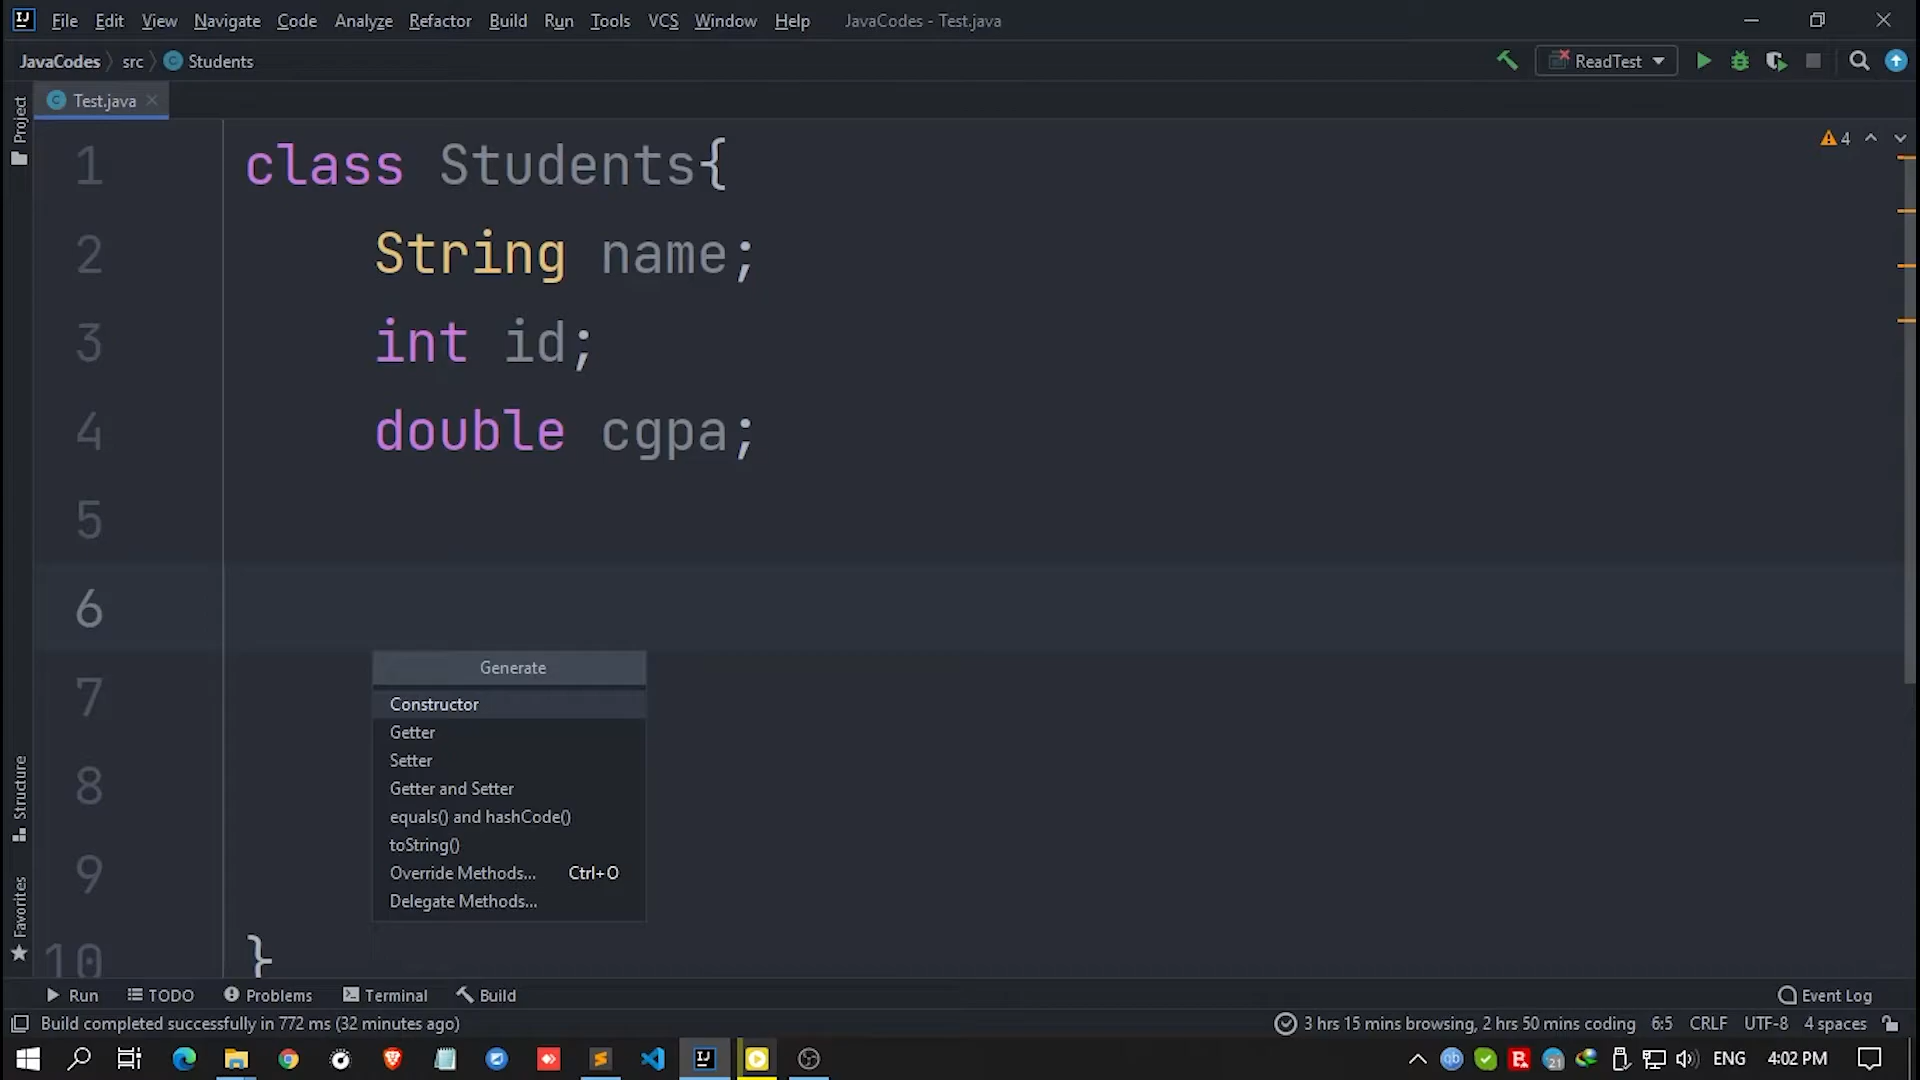 File Edit View Navigate Code Analyze Refactor Build Run Tools VCS Window Help JavaCodes - Test.java
JavaCodes src Students ReadTest
Test.java
Project
4
1 class Students{
2 String name;
3 int id;
4 double cgpa;
5
6
Generate
7
Constructor
Getter
Setter
8
Getter and Setter
equals() and hashCode()
toString()
9
Override Methods... Ctrl+O
Delegate Methods...
10 }
Structure
Favorites
Run TODO Problems Terminal Build Event Log
Build completed successfully in 772 ms (32 minutes ago) 3 hrs 15 mins browsing, 2 hrs 50 mins coding 6:5 CRLF UTF-8 4 spaces
ENG 4:02 PM